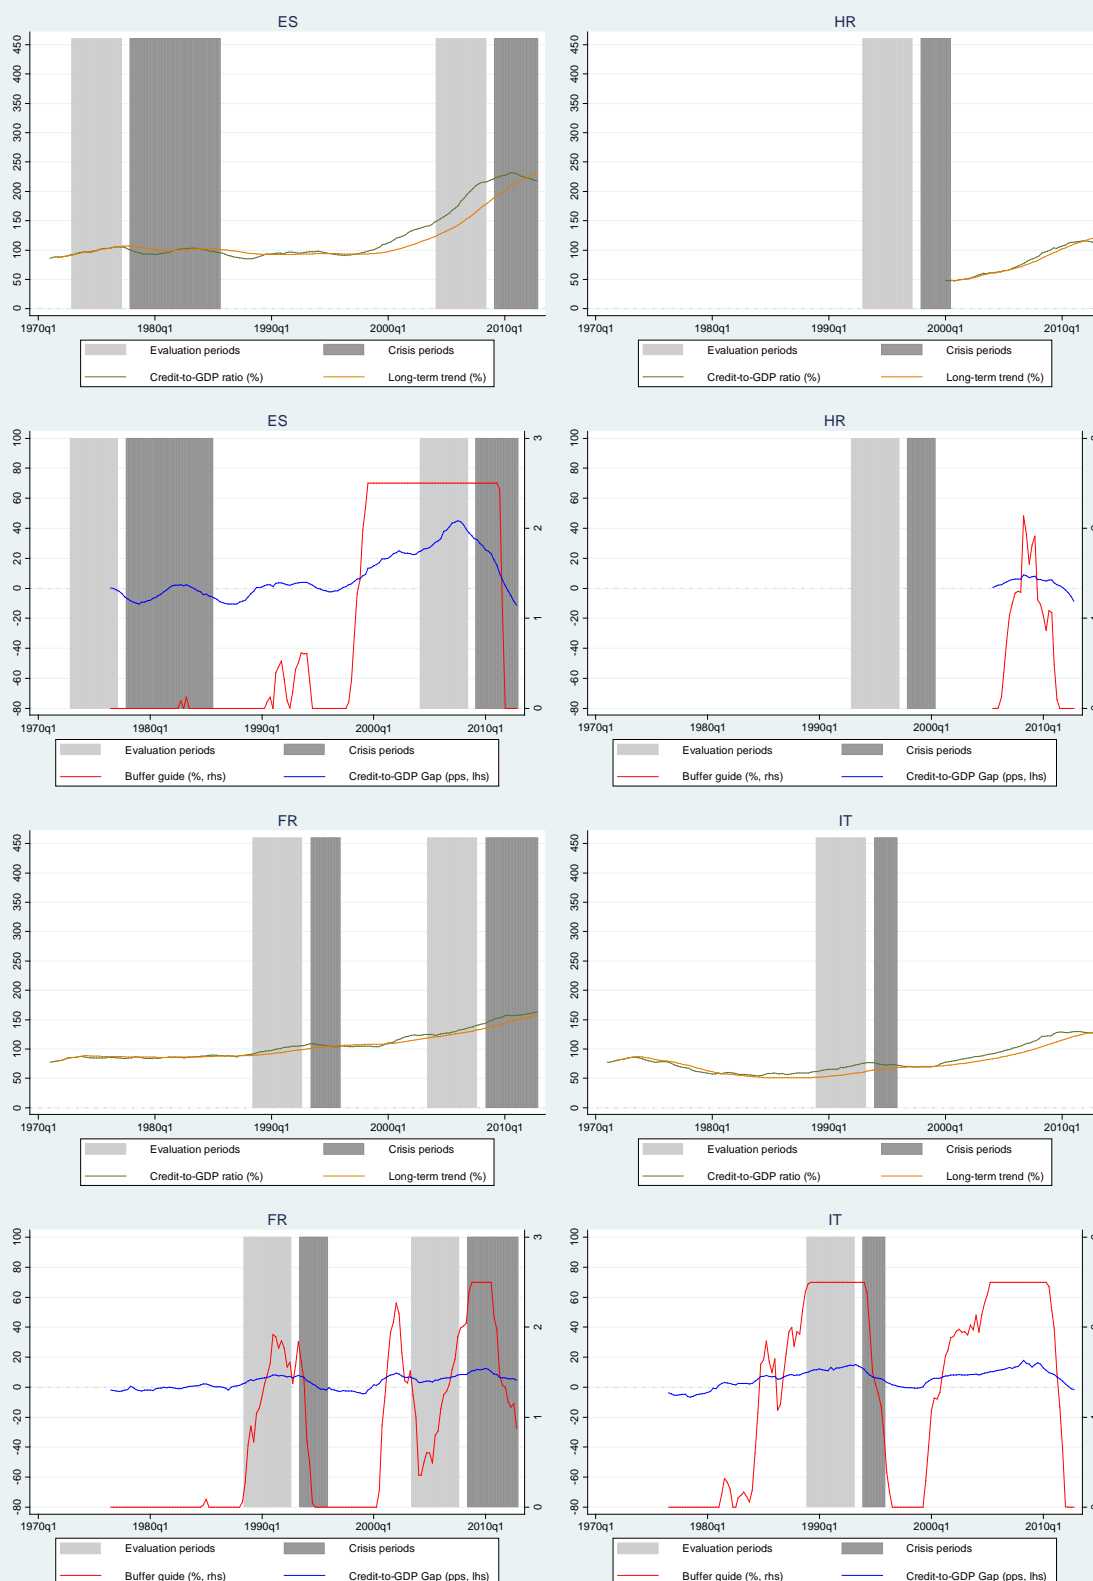 ES
450
400
350
300
250
200
150
100
50
0
1970q1 1980q1 1990q1 2000q1 2010q1
Evaluation periods Crisis periods
Credit-to-GDP ratio (%) Long-term trend (%)
HR
450
400
350
300
250
200
150
100
50
0
1970q1 1980q1 1990q1 2000q1 2010q1
Evaluation periods Crisis periods
Credit-to-GDP ratio (%) Long-term trend (%)
ES
100
80
60
40
20
0
-20
-40
-60
-80
3
2
1
0
1970q1 1980q1 1990q1 2000q1 2010q1
Evaluation periods Crisis periods
Buffer guide (%, rhs) Credit-to-GDP Gap (pps, lhs)
HR
100
80
60
40
20
0
-20
-40
-60
-80
1970q1 1980q1 1990q1 2000q1 2010q1
Evaluation periods Crisis periods
Buffer guide (%, rhs) Credit-to-GDP Gap (pps, lhs)
FR
450
400
350
300
250
200
150
100
50
0
1970q1 1980q1 1990q1 2000q1 2010q1
Evaluation periods Crisis periods
Credit-to-GDP ratio (%) Long-term trend (%)
IT
450
400
350
300
250
200
150
100
50
0
1970q1 1980q1 1990q1 2000q1 2010q1
Evaluation periods Crisis periods
Credit-to-GDP ratio (%) Long-term trend (%)
FR
100
80
60
40
20
0
-20
-40
-60
-80
3
2
1
0
1970q1 1980q1 1990q1 2000q1 2010q1
Evaluation periods Crisis periods
Buffer guide (%, rhs) Credit-to-GDP Gap (pps, lhs)
IT
100
80
60
40
20
0
-20
-40
-60
-80
1970q1 1980q1 1990q1 2000q1 2010q1
Evaluation periods Crisis periods
Buffer guide (%, rhs) Credit-to-GDP Gap (pps, lhs)